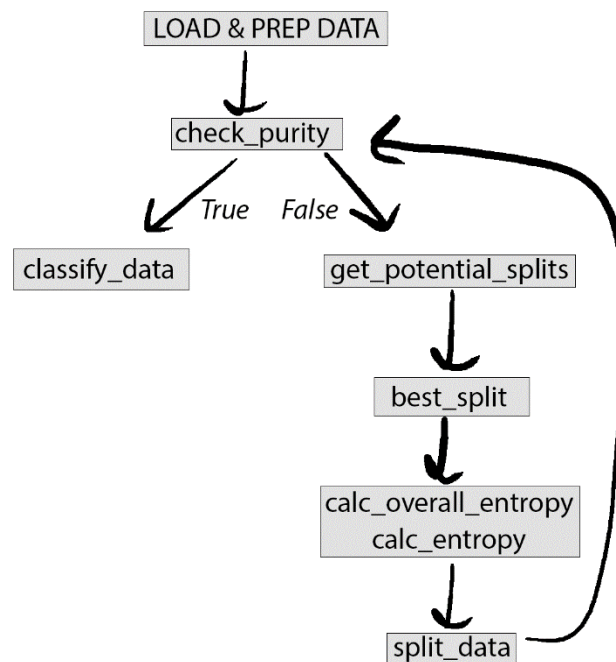 LOAD & PREP DATA
check_purity
True False
classify_data
get_potential_splits
best_split
calc_overall_entropy
calc_entropy
split_data